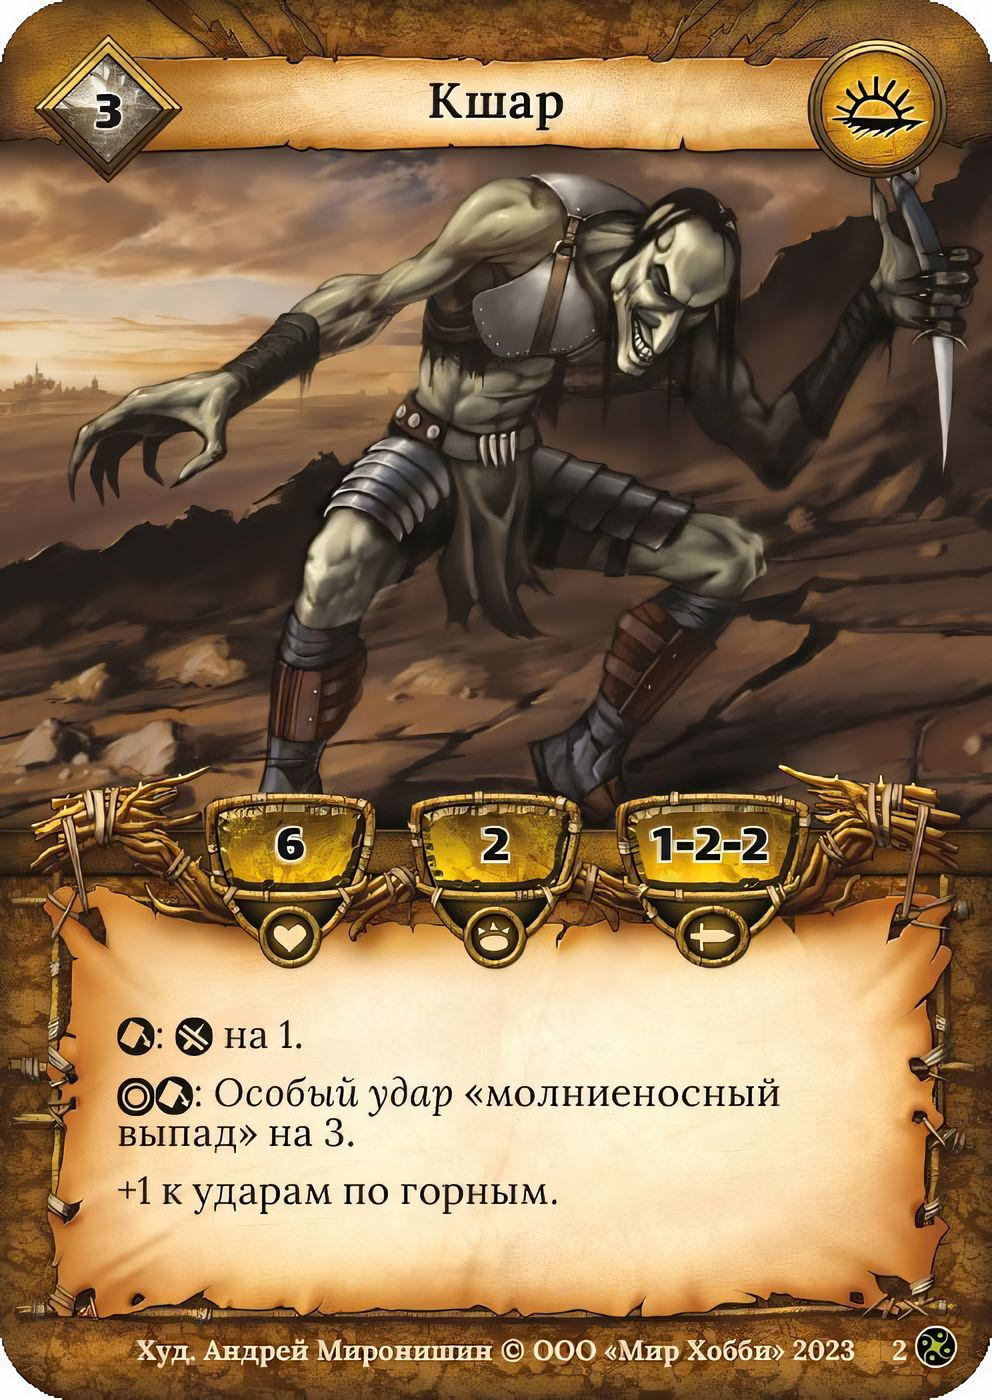 3
Кшар
6
2
1-2-2
: на 1.
: Особый удар «молниеносный
выпад» на 3.
+1 к ударам по горным.
Худ. Андрей Миронишин © ООО «Мир Хобби» 2023 2